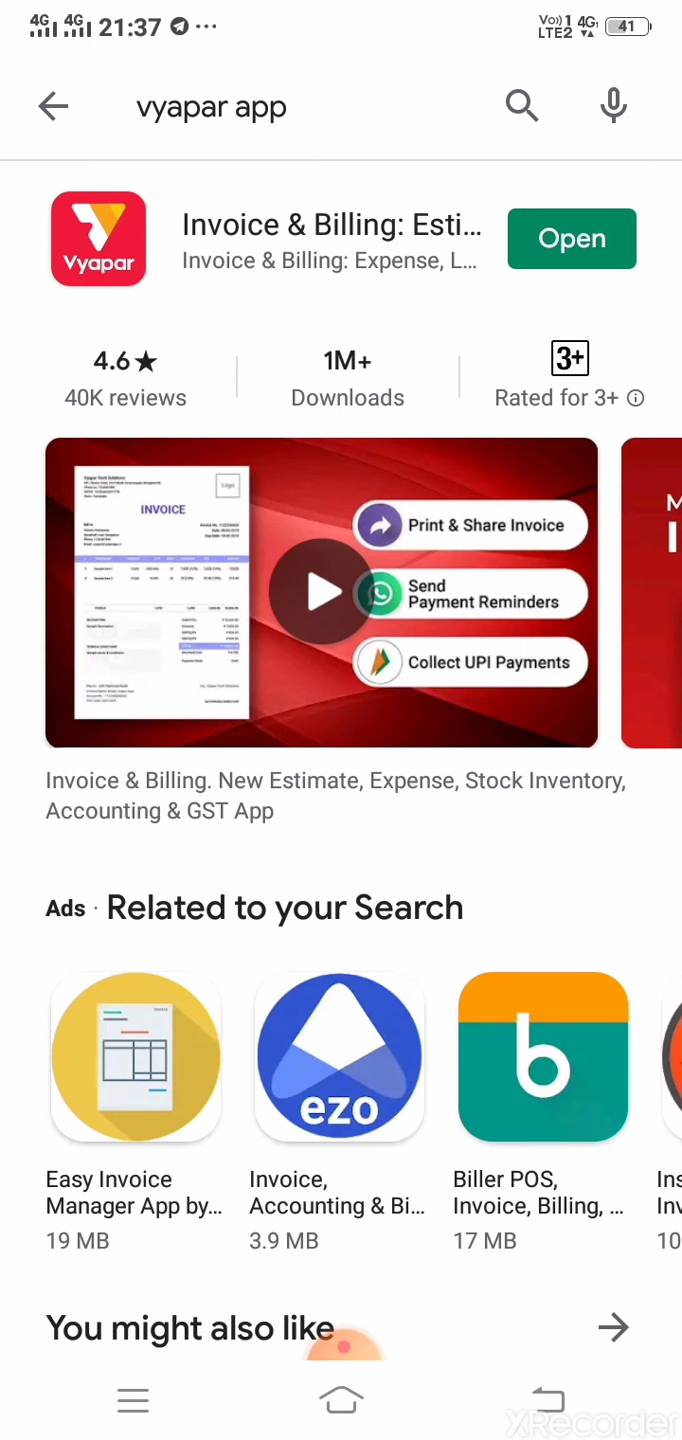 4G 4G 21:37
Vo) 1 4G
LTE2
41
vyapar app
Vyapar
Invoice & Billing: Esti...
Invoice & Billing: Expense, L...
Open
4.6★
40K reviews
1M+
Downloads
3+
Rated for 3+
Logo
INVOICE
Print & Share Invoice
Send
Payment Reminders
Collect UPI Payments
Invoice & Billing. New Estimate, Expense, Stock Inventory,
Accounting & GST App
Ads · Related to your Search
ezo
b
Easy Invoice
Manager App by...
19 MB
Invoice,
Accounting & Bi...
3.9 MB
Biller POS,
Invoice, Billing, ...
17 MB
Ins
Inv
10
You might also like
XRecorder